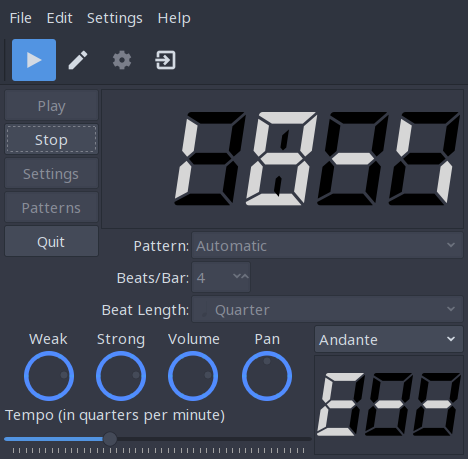 File Edit Settings Help
Play
Stop
Settings
Patterns
Quit
Pattern: Automatic
Beats/Bar: 4
Beat Length: Quarter
Weak Strong Volume Pan
Andante
Tempo (in quarters per minute)